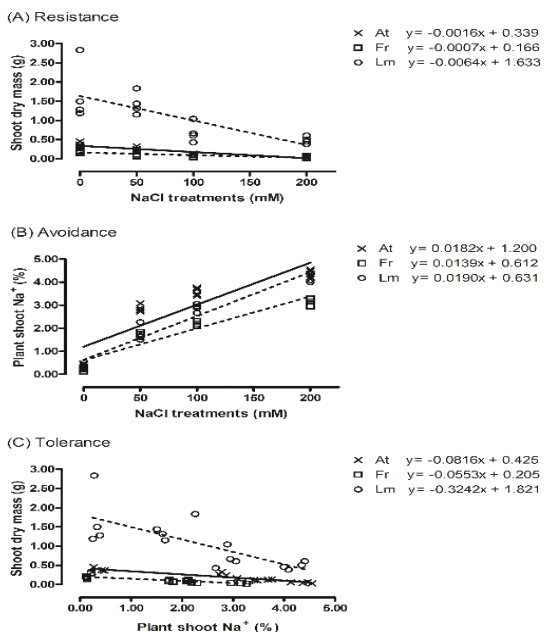 (A) Resistance
× At y= -0.0016x + 0.339
Fr y= -0.0007x + 0.166
Lm y= -0.0064x + 1.633
Shoot dry mass (g)
3.00
2.50
2.00
1.50
1.00
0.50
0.00
0 50 100 150 200
NaCl treatments (mM)
(B) Avoidance
× At y= 0.0182x + 1.200
Fr y= 0.0139x + 0.612
Lm y= 0.0190x + 0.631
Plant shoot Na⁺ (%)
5.00
4.00
3.00
2.00
1.00
0.00
0 50 100 150 200
NaCl treatments (mM)
(C) Tolerance
× At y= -0.0816x + 0.425
Fr y= -0.0553x + 0.205
Lm y= -0.3242x + 1.821
Shoot dry mass (g)
3.00
2.50
2.00
1.50
1.00
0.50
0.00
0.00 1.00 2.00 3.00 4.00 5.00
Plant shoot Na⁺ (%)